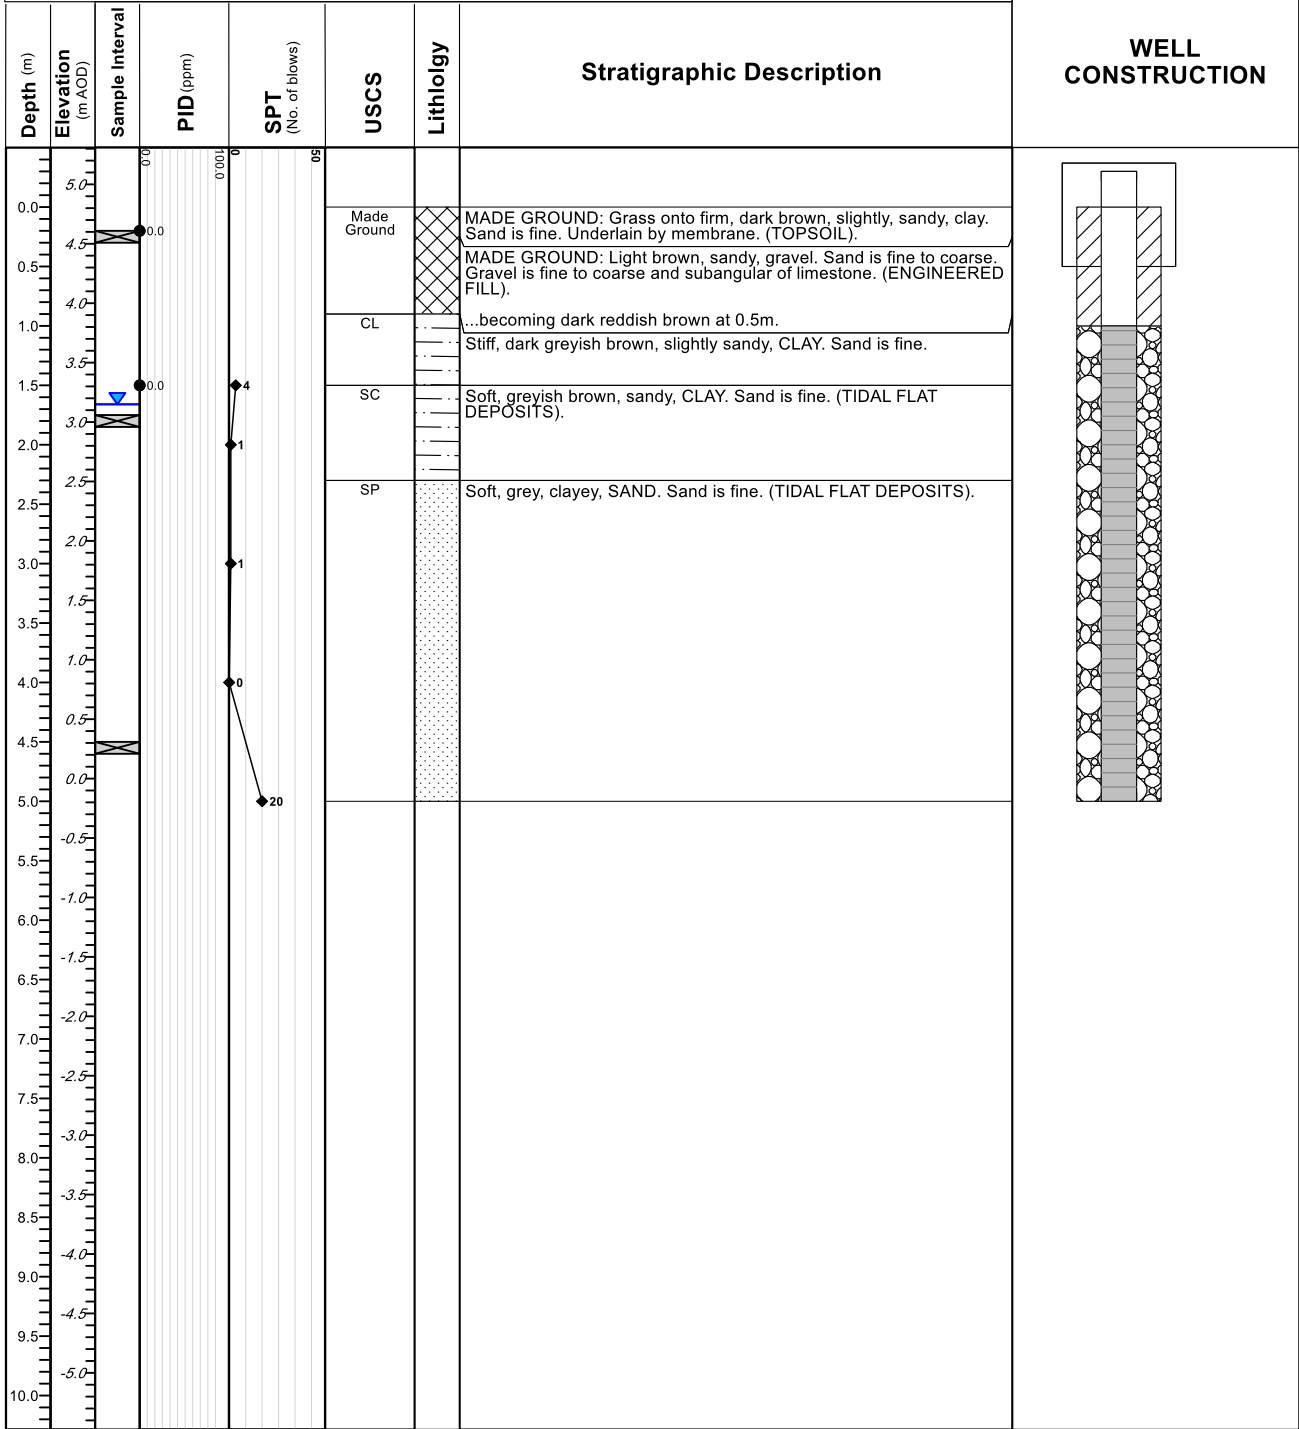 Depth (m)
Elevation
(m AOD)
Sample Interval
PID (ppm)
SPT
(No. of blows)
USCS
Litholgy
Stratigraphic Description
WELL
CONSTRUCTION
0.0
100.0
0
50
5.0
0.0
Made
Ground
MADE GROUND: Grass onto firm, dark brown, slightly, sandy, clay.
Sand is fine. Underlain by membrane. (TOPSOIL).
0.0
4.5
MADE GROUND: Light brown, sandy, gravel. Sand is fine to coarse.
Gravel is fine to coarse and subangular of limestone. (ENGINEERED
FILL).
0.5
4.0
...becoming dark reddish brown at 0.5m.
CL
1.0
Stiff, dark greyish brown, slightly sandy, CLAY. Sand is fine.
3.5
1.5
0.0
4
SC
Soft, greyish brown, sandy, CLAY. Sand is fine. (TIDAL FLAT
DEPOSITS).
3.0
2.0
1
2.5
SP
Soft, grey, clayey, SAND. Sand is fine. (TIDAL FLAT DEPOSITS).
2.5
2.0
3.0
1
1.5
3.5
1.0
4.0
0
0.5
4.5
0.0
5.0
20
-0.5
5.5
-1.0
6.0
-1.5
6.5
-2.0
7.0
-2.5
7.5
-3.0
8.0
-3.5
8.5
-4.0
9.0
-4.5
9.5
-5.0
10.0